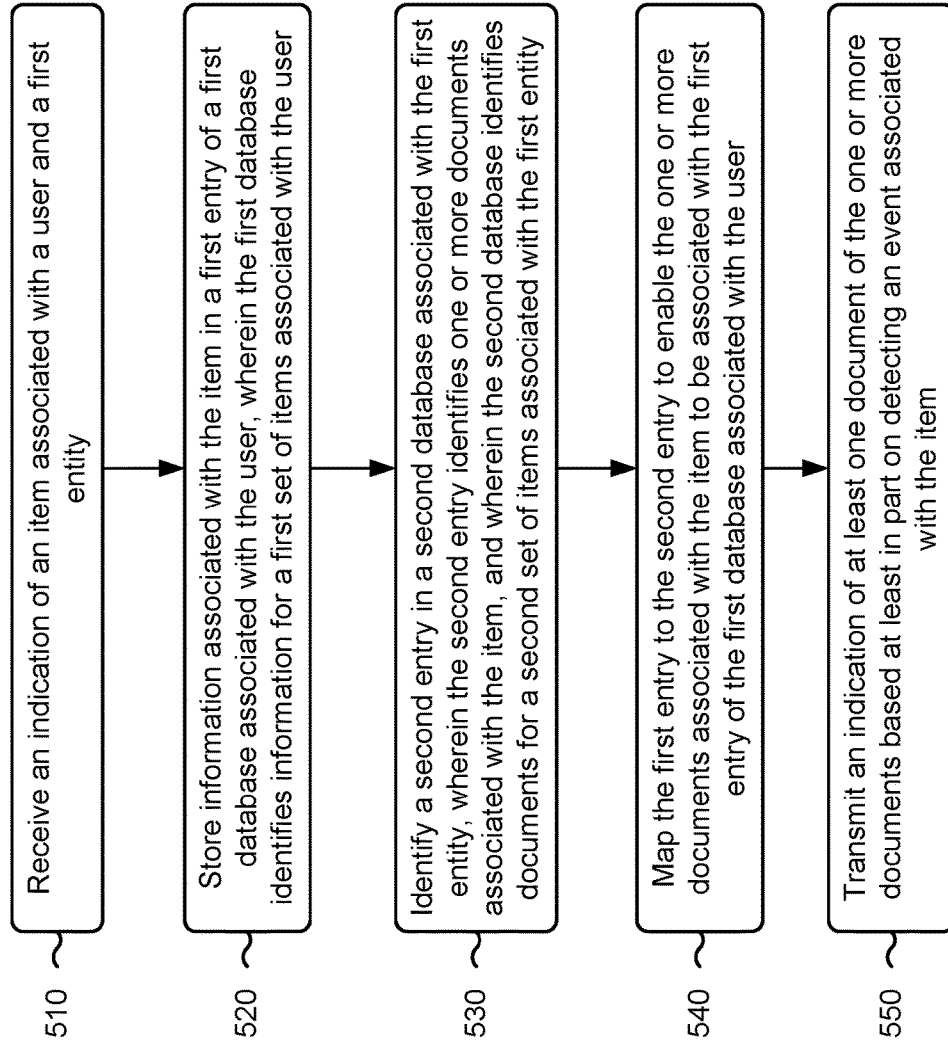 510
Receive an indication of an item associated with a user and a first
entity
520
Store information associated with the item in a first entry of a first
database associated with the user, wherein the first database
identifies information for a first set of items associated with the user
530
Identify a second entry in a second database associated with the first
entity, wherein the second entry identifies one or more documents
associated with the item, and wherein the second database identifies
documents for a second set of items associated with the first entity
540
Map the first entry to the second entry to enable the one or more
documents associated with the item to be associated with the first
entry of the first database associated with the user
550
Transmit an indication of at least one document of the one or more
documents based at least in part on detecting an event associated
with the item